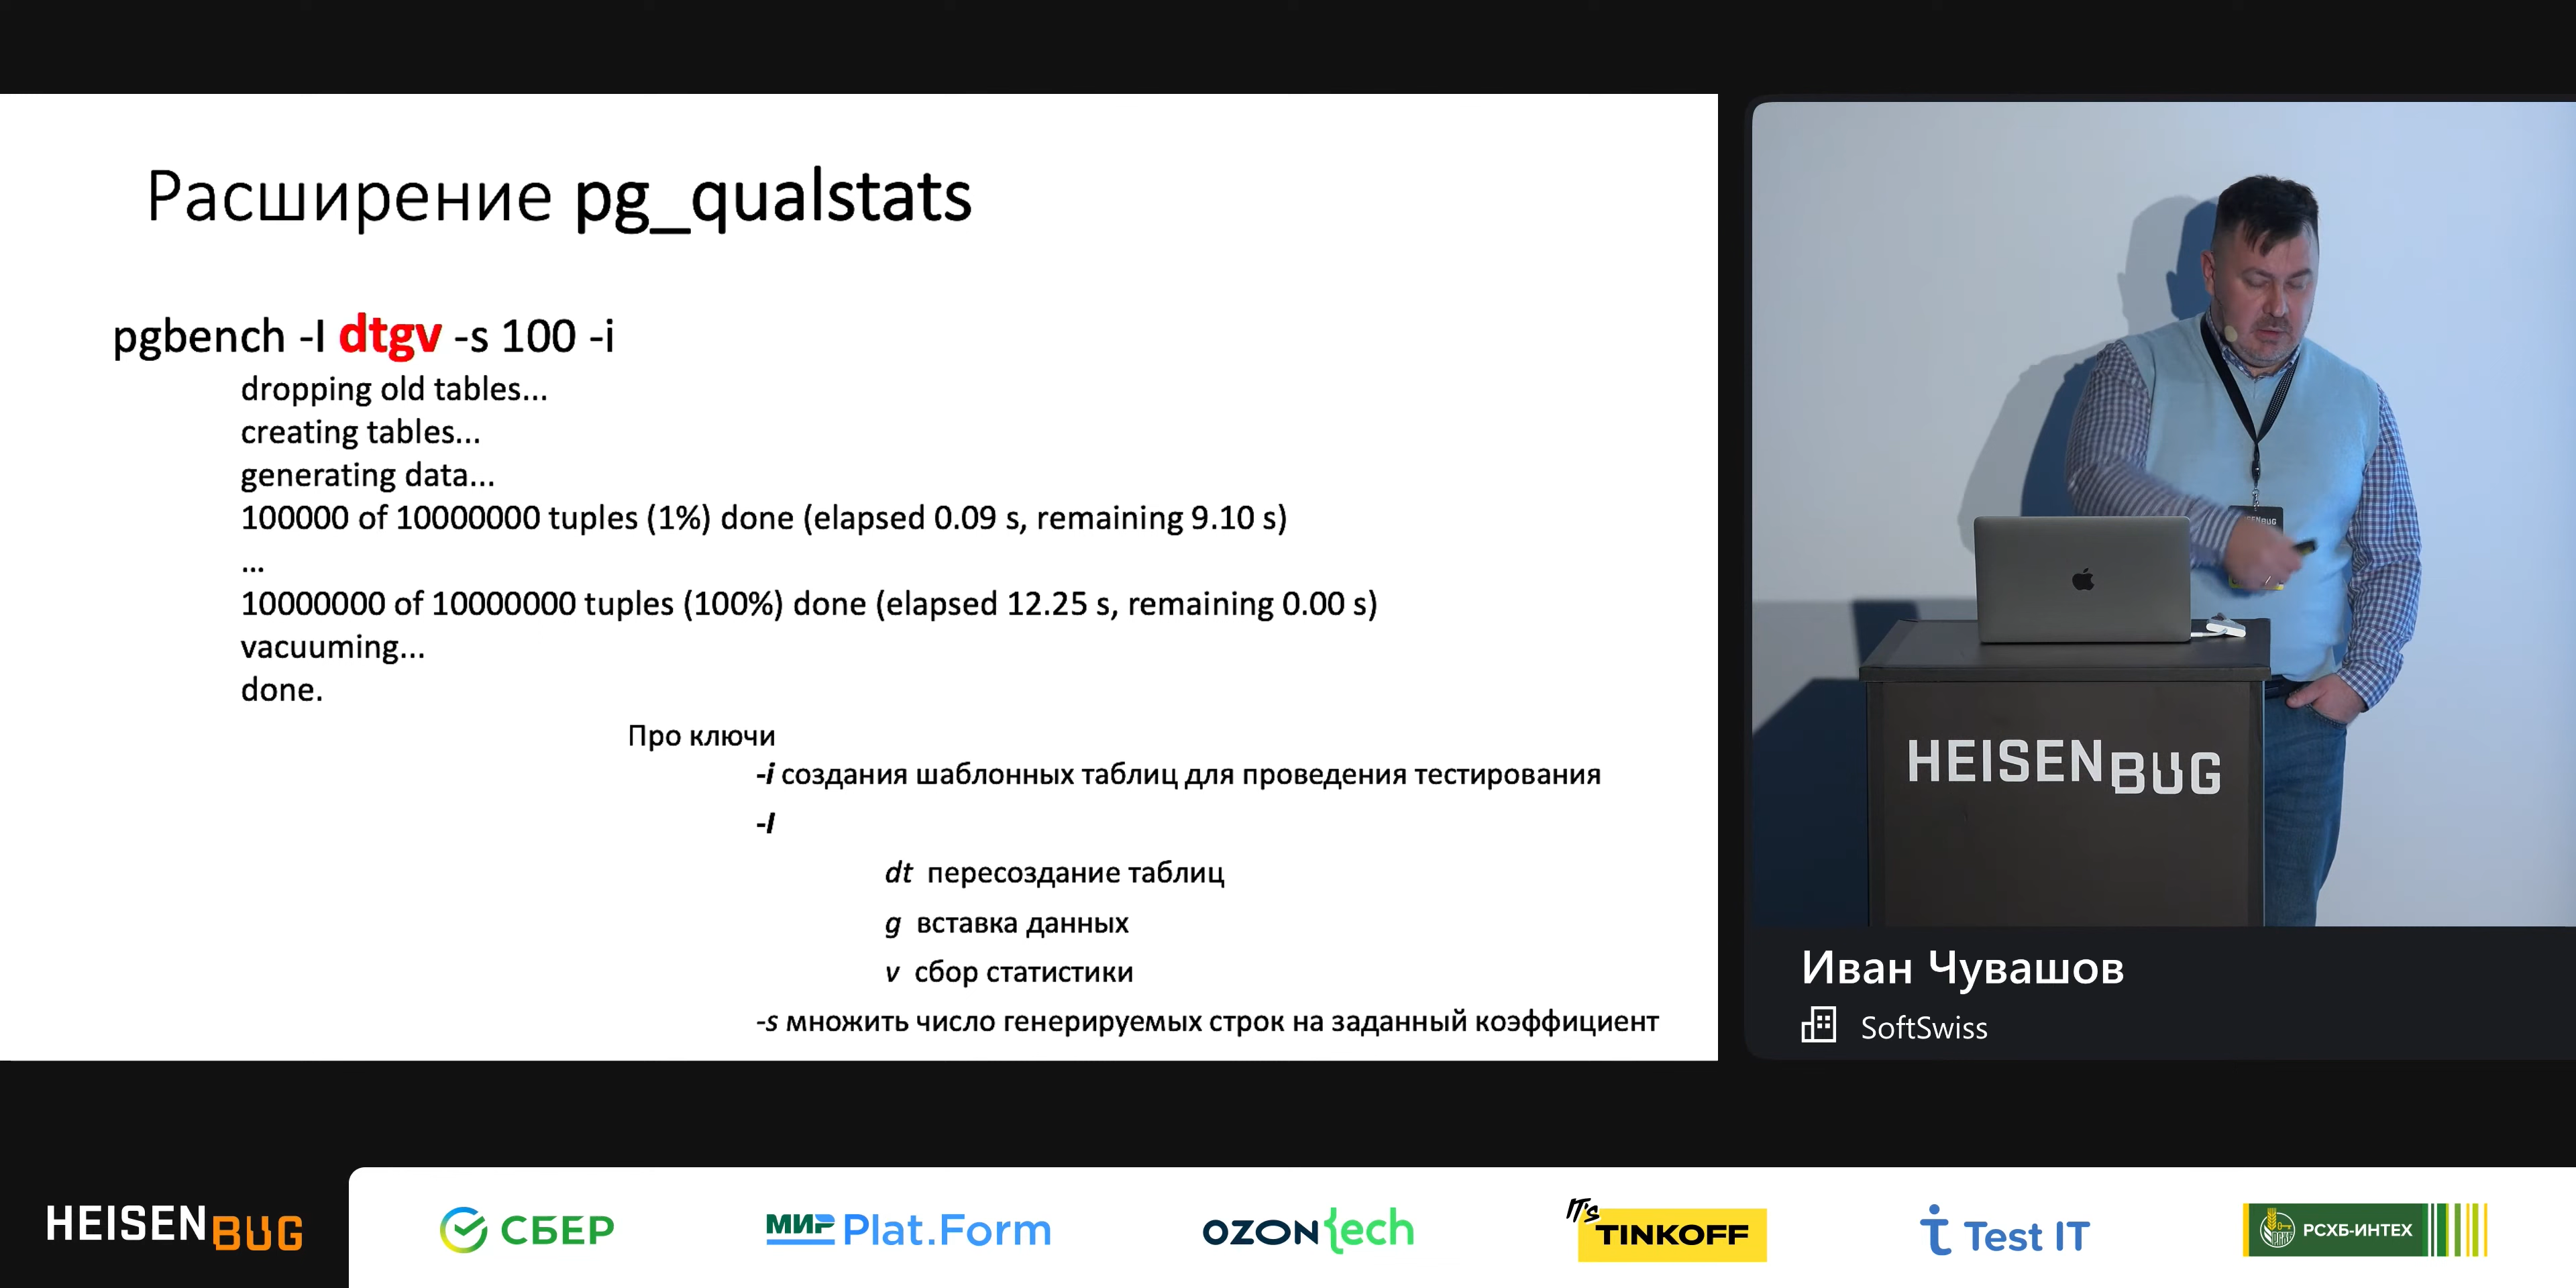 Расширение pg_qualstats
pgbench -I dtgv -s 100 -i
dropping old tables...
creating tables...
generating data...
100000 of 10000000 tuples (1%) done (elapsed 0.09 s, remaining 9.10 s)
...
10000000 of 10000000 tuples (100%) done (elapsed 12.25 s, remaining 0.00 s)
vacuuming...
done.
Про ключи
-i создания шаблонных таблиц для проведения тестирования
-I
dt пересоздание таблиц
g вставка данных
v сбор статистики
-s множить число генерируемых строк на заданный коэффициент
HEISENBUG
Иван Чувашов
SoftSwiss
HEISENBUG
СБЕР
МИР Plat.Form
OZON{ech
IT's TINKOFF
Test IT
РСХБ-ИНТЕХ